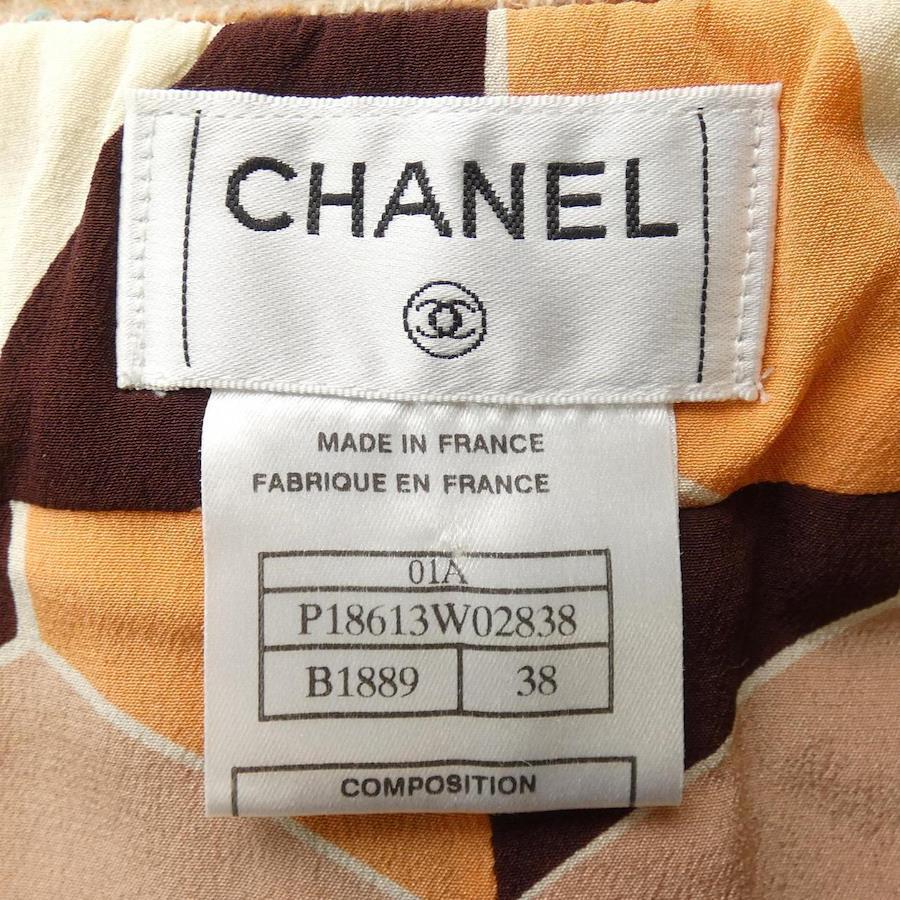 CHANEL
MADE IN FRANCE
FABRIQUE EN FRANCE
01A
P18613W02838
B1889 38
COMPOSITION